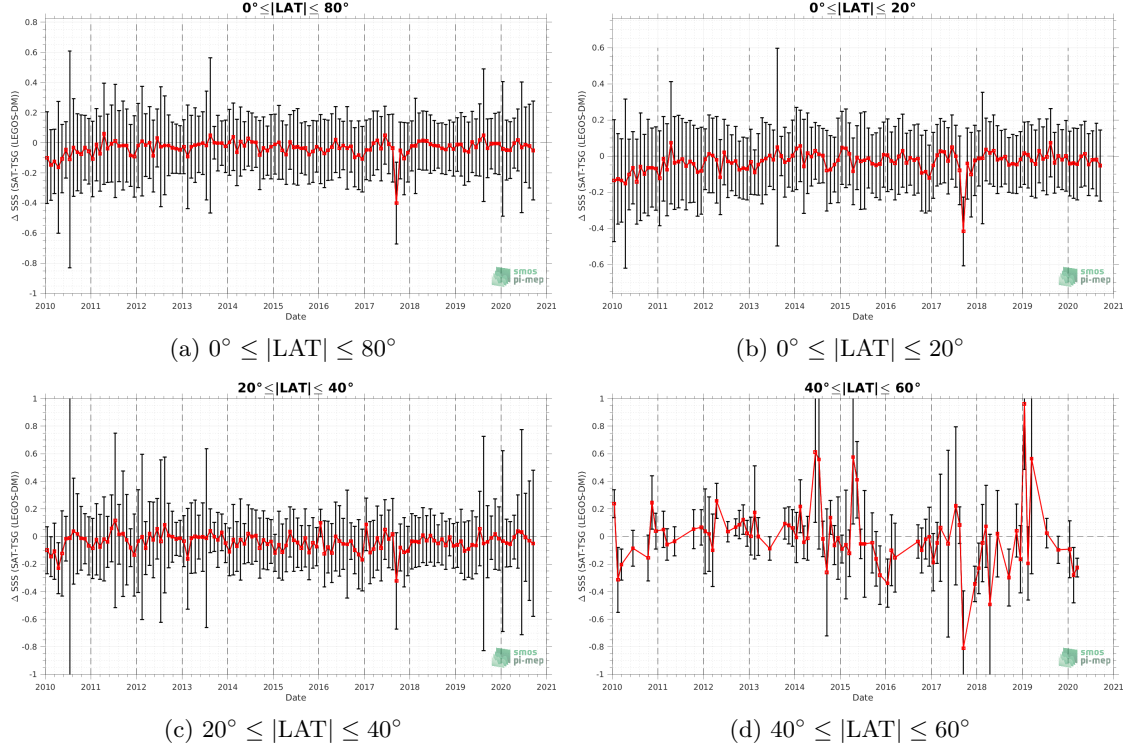 0°≤|LAT|≤ 80°
Δ SSS (SAT-TSG (LEGOS-DM))
0.8
0.6
0.4
0.2
0
-0.2
-0.4
-0.6
-0.8
-1
2010 2011 2012 2013 2014 2015 2016 2017 2018 2019 2020 2021
Date
smos
pi-mep
(a) 0° ≤ |LAT| ≤ 80°
0°≤|LAT|≤ 20°
Δ SSS (SAT-TSG (LEGOS-DM))
0.6
0.4
0.2
0
-0.2
-0.4
-0.6
2010 2011 2012 2013 2014 2015 2016 2017 2018 2019 2020 2021
Date
smos
pi-mep
(b) 0° ≤ |LAT| ≤ 20°
20°≤|LAT|≤ 40°
Δ SSS (SAT-TSG (LEGOS-DM))
1
0.8
0.6
0.4
0.2
0
-0.2
-0.4
-0.6
-0.8
-1
2010 2011 2012 2013 2014 2015 2016 2017 2018 2019 2020 2021
Date
smos
pi-mep
(c) 20° ≤ |LAT| ≤ 40°
40°≤|LAT|≤ 60°
Δ SSS (SAT-TSG (LEGOS-DM))
1
0.8
0.6
0.4
0.2
0
-0.2
-0.4
-0.6
-0.8
-1
2010 2011 2012 2013 2014 2015 2016 2017 2018 2019 2020 2021
Date
smos
pi-mep
(d) 40° ≤ |LAT| ≤ 60°